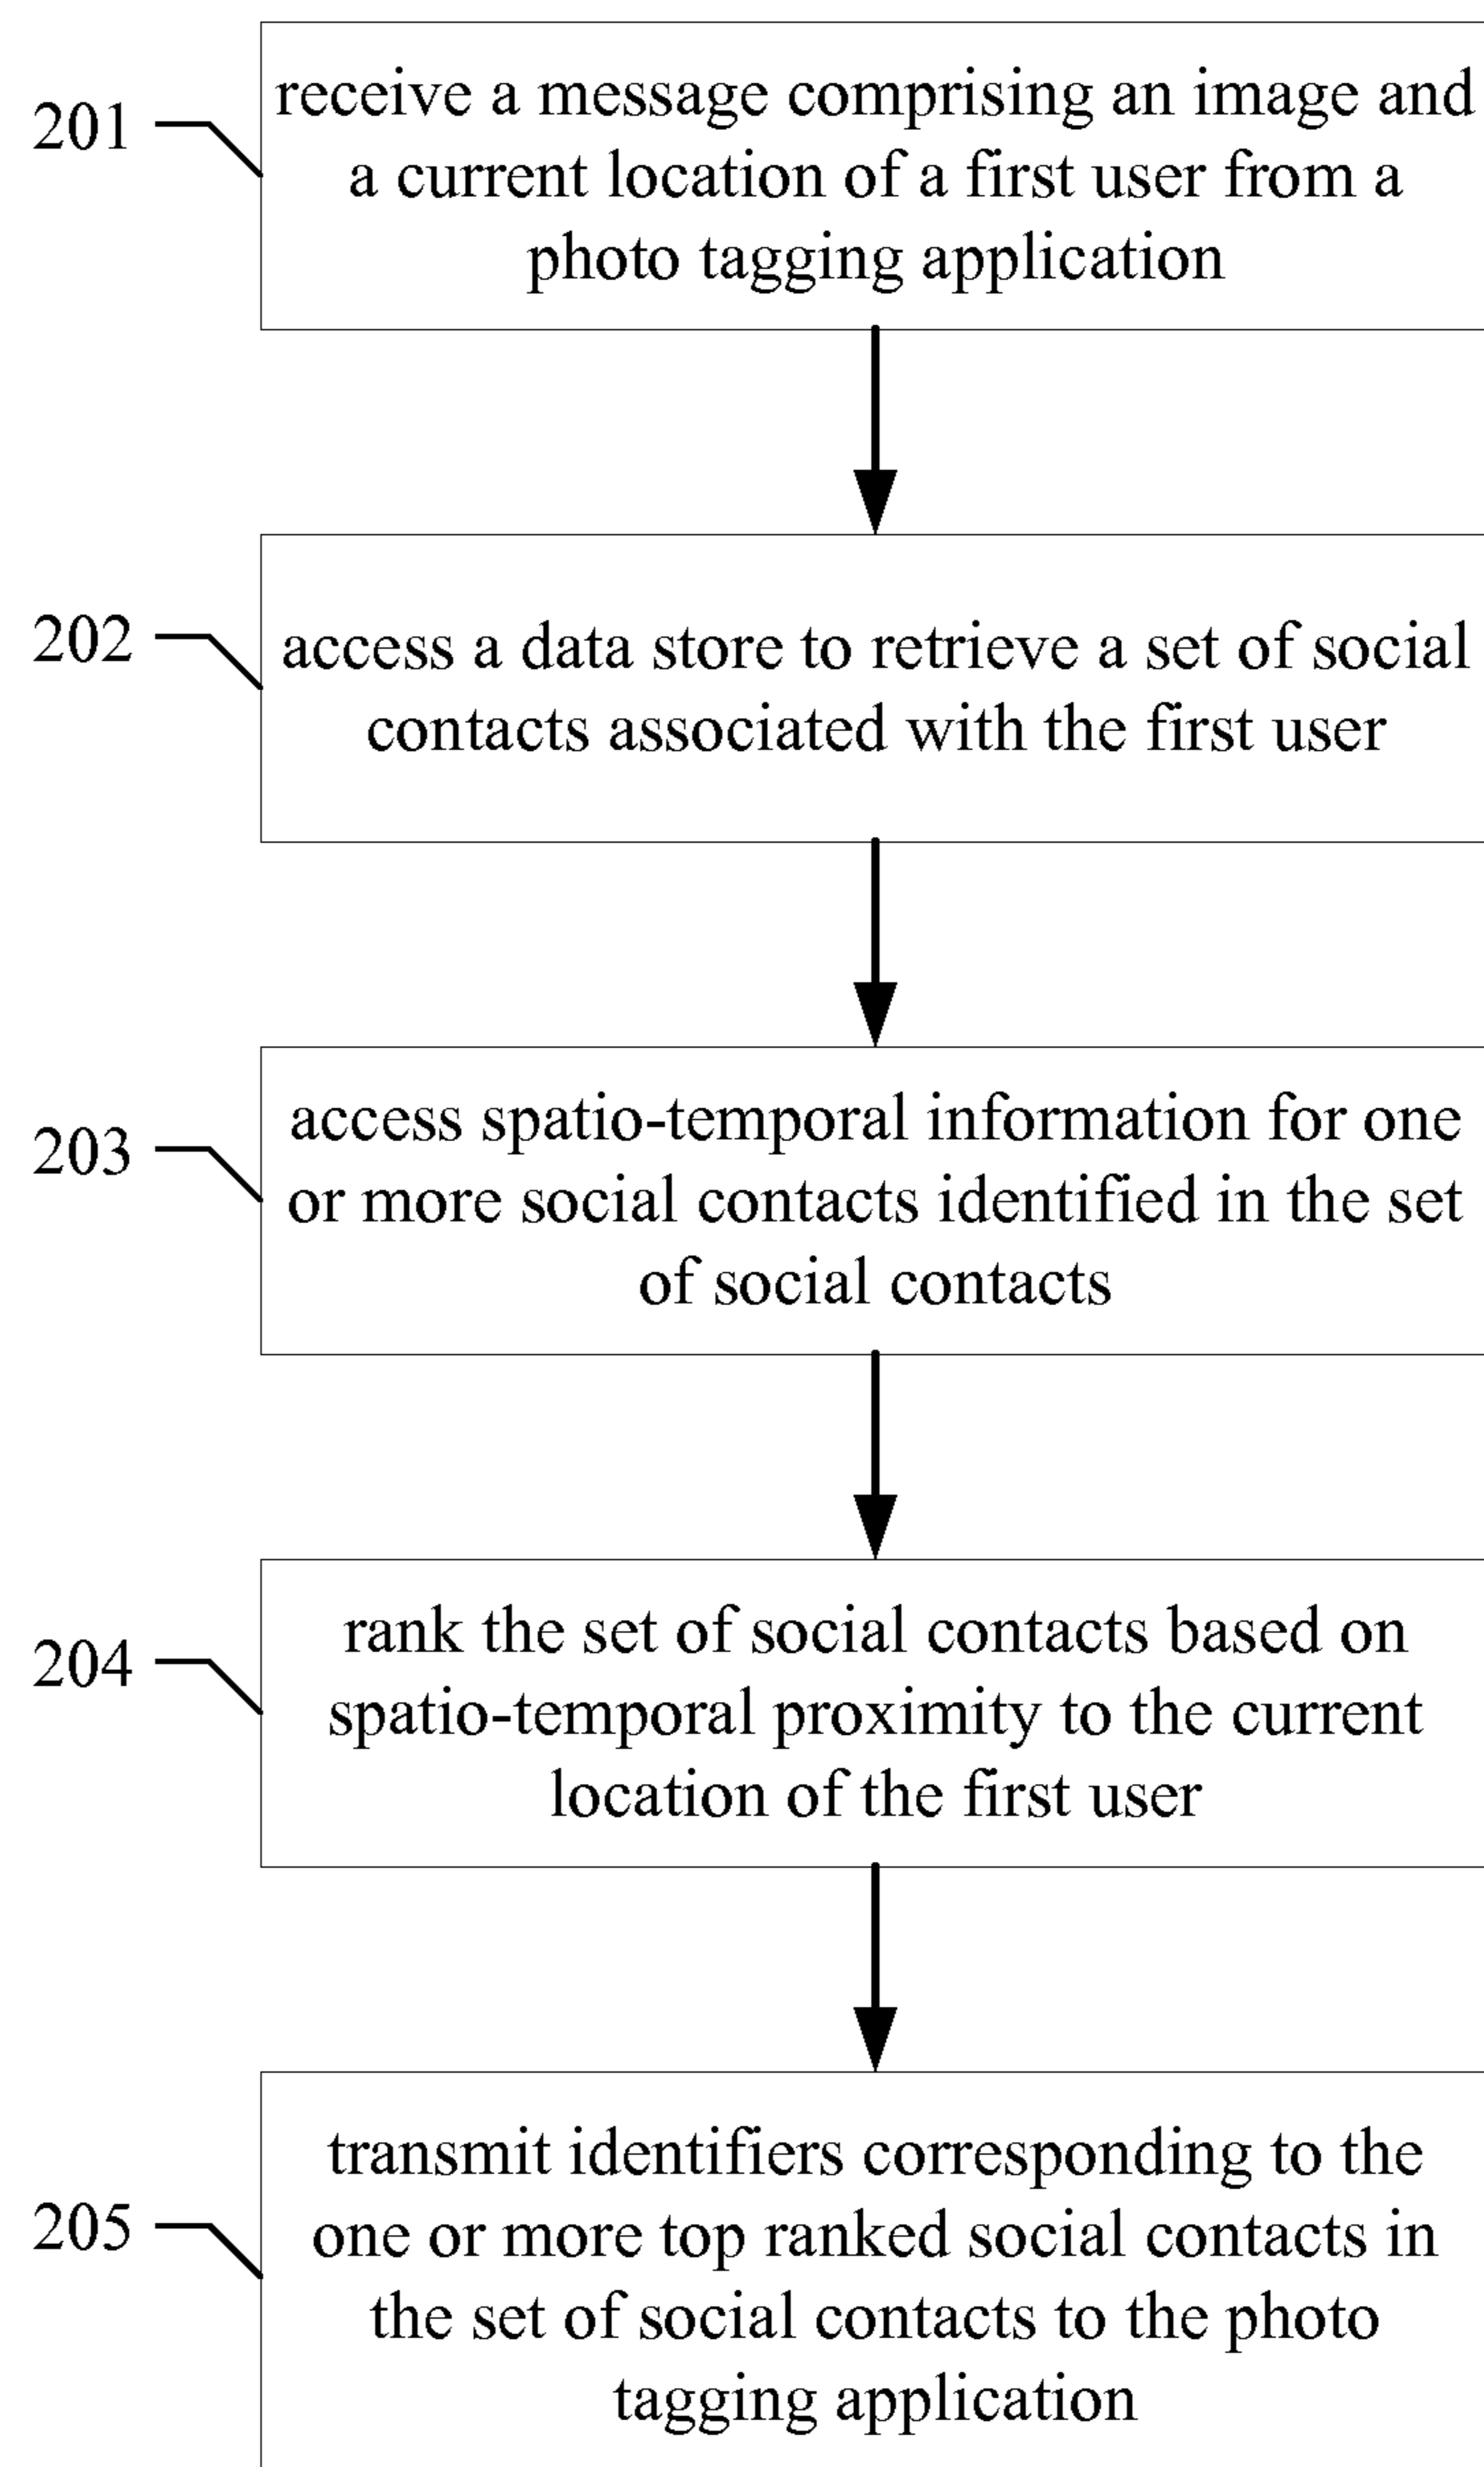 201
receive a message comprising an image and
a current location of a first user from a
photo tagging application
202
access a data store to retrieve a set of social
contacts associated with the first user
203
access spatio-temporal information for one
or more social contacts identified in the set
of social contacts
204
rank the set of social contacts based on
spatio-temporal proximity to the current
location of the first user
205
transmit identifiers corresponding to the
one or more top ranked social contacts in
the set of social contacts to the photo
tagging application